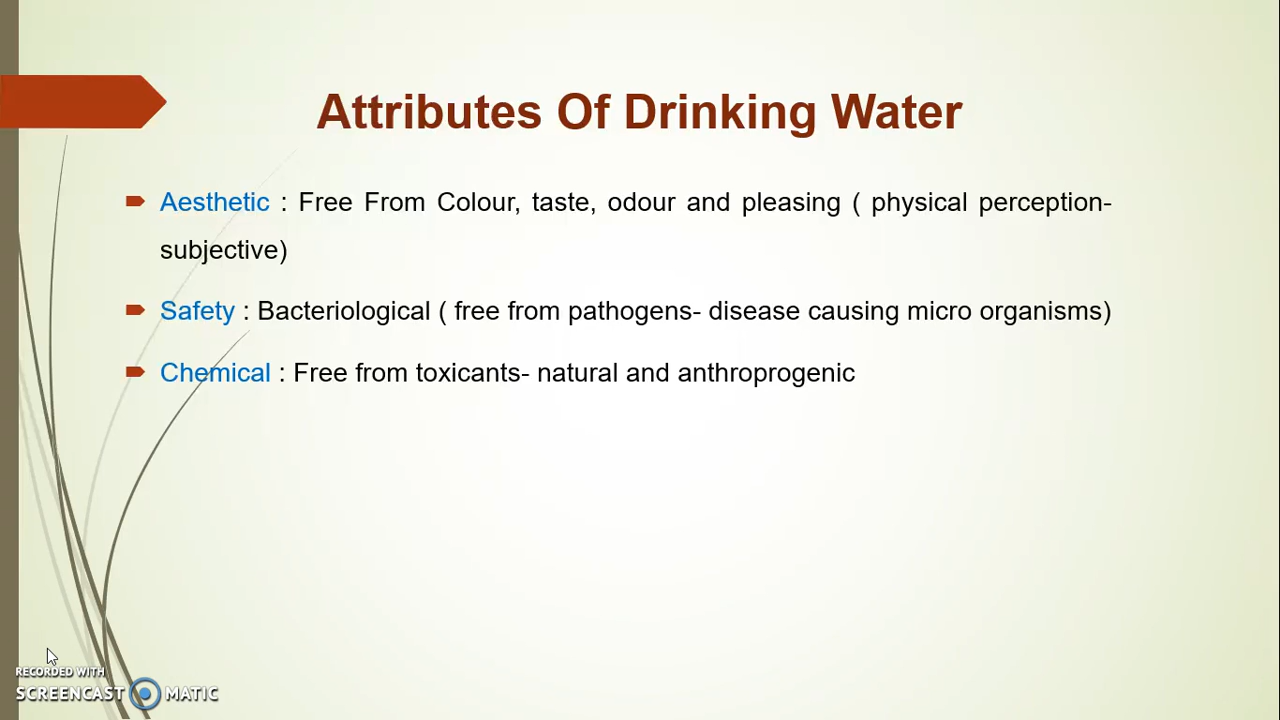 Attributes Of Drinking Water
Aesthetic : Free From Colour, taste, odour and pleasing ( physical perception-
subjective)
Safety : Bacteriological ( free from pathogens- disease causing micro organisms)
Chemical : Free from toxicants- natural and anthroprogenic
RECORDED WITH
SCREENCAST MATIC